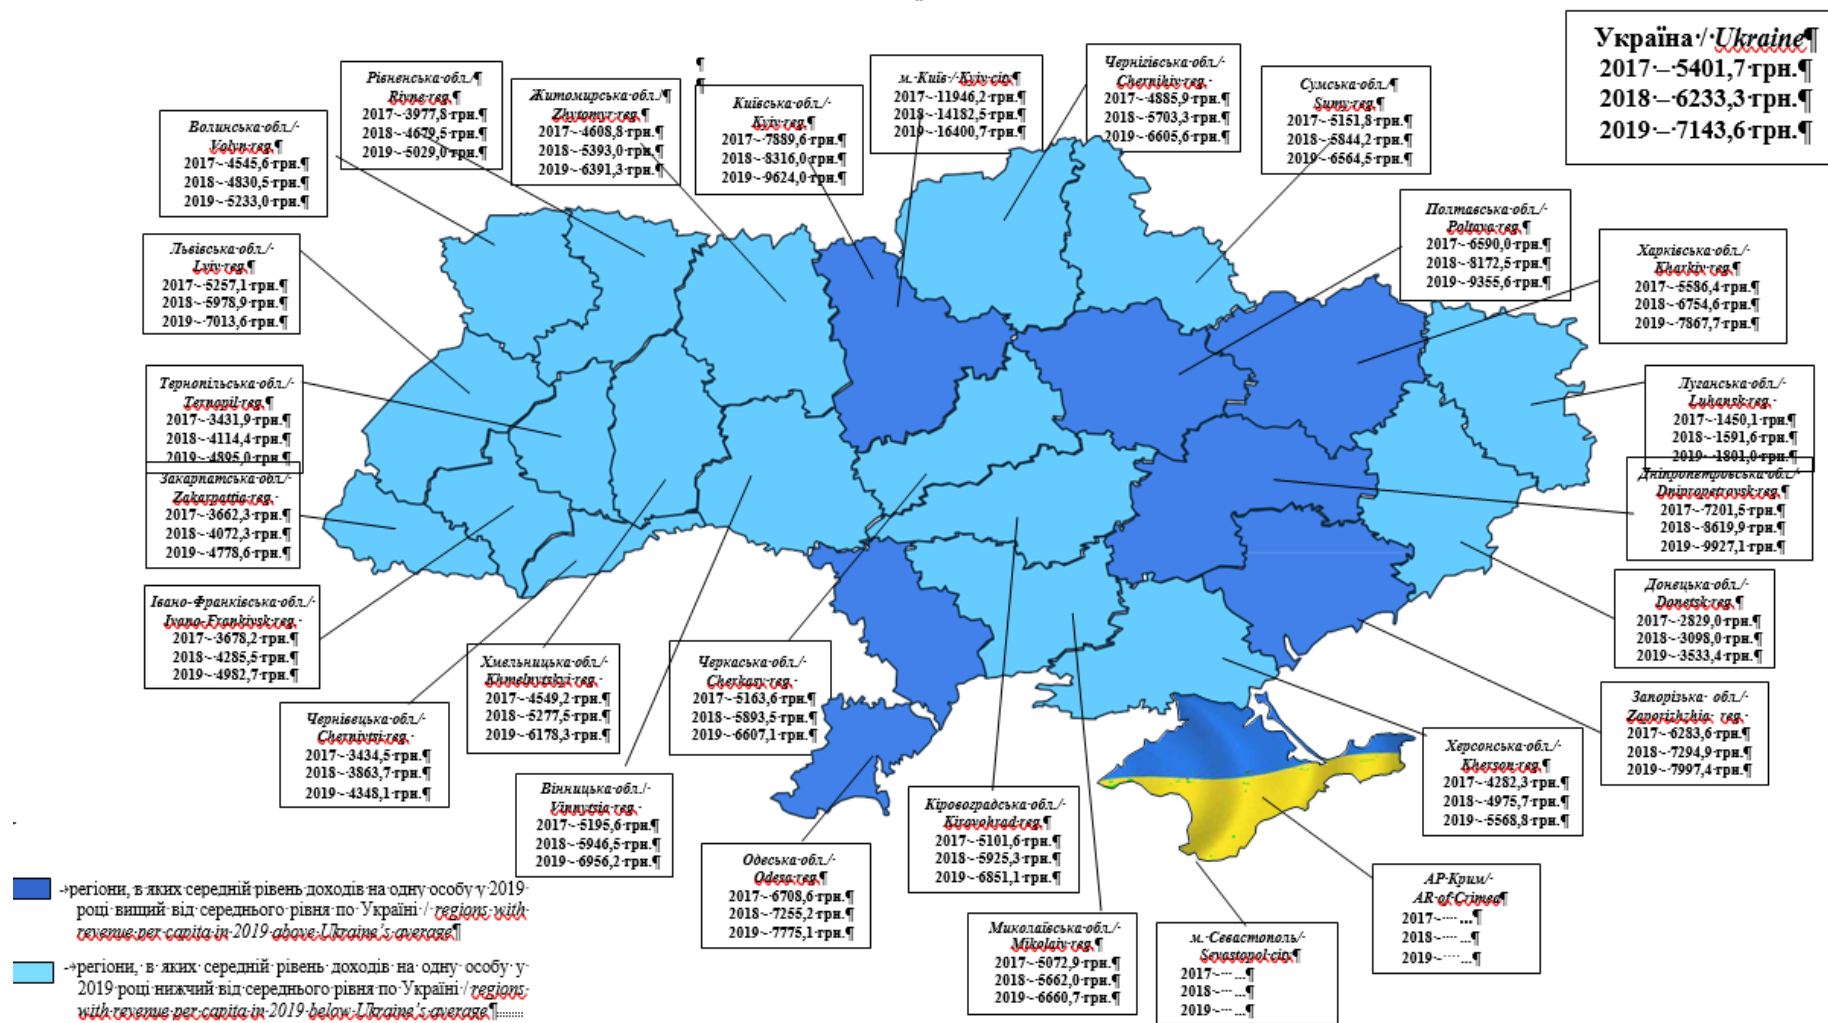 Україна / Ukraine¶
2017 – 5401,7 грн.¶
2018 – 6233,3 грн.¶
2019 – 7143,6 грн.¶
Волинська обл./
Volyn reg.¶
2017 - 4545,6 грн.¶
2018 - 4830,5 грн.¶
2019 - 5233,0 грн.¶
Рівненська обл./¶
Rivne reg.¶
2017 - 3977,8 грн.¶
2018 - 4679,5 грн.¶
2019 - 5029,0 грн.¶
Житомирська обл./¶
Zhytomyr reg.¶
2017 - 4608,8 грн.¶
2018 - 5393,0 грн.¶
2019 - 6391,3 грн.¶
¶
¶
Київська обл./
Kyiv reg.¶
2017 - 7889,6 грн.¶
2018 - 8316,0 грн.¶
2019 - 9624,0 грн.¶
м. Київ / Kyiv city¶
2017 - 11946,2 грн.¶
2018 - 14182,5 грн.¶
2019 - 16400,7 грн.¶
Чернігівська обл./
Chernihiv reg.
2017 - 4885,9 грн.¶
2018 - 5703,3 грн.¶
2019 - 6605,6 грн.¶
Сумська обл./¶
Sumy reg.¶
2017 - 5151,8 грн.¶
2018 - 5844,2 грн.¶
2019 - 6564,5 грн.¶
Полтавська обл./
Poltava reg.¶
2017 - 6590,0 грн.¶
2018 - 8172,5 грн.¶
2019 - 9355,6 грн.¶
Харківська обл./
Kharkiv reg.¶
2017 - 5586,4 грн.¶
2018 - 6754,6 грн.¶
2019 - 7867,7 грн.¶
Львівська обл./
Lviv reg.¶
2017 - 5257,1 грн.¶
2018 - 5978,9 грн.¶
2019 - 7013,6 грн.¶
Тернопільська обл./
Ternopil reg.¶
2017 - 3431,9 грн.¶
2018 - 4114,4 грн.¶
2019 - 4895,0 грн.¶
Закарпатська обл./
Zakarpattia reg.
2017 - 3662,3 грн.¶
2018 - 4072,3 грн.¶
2019 - 4778,6 грн.¶
Луганська обл./
Luhansk reg.
2017 - 1450,1 грн.¶
2018 - 1591,6 грн.¶
2019 - 1801,0 грн.¶
Дніпропетровська обл./
Dnipropetrovsk reg.¶
2017 - 7201,5 грн.¶
2018 - 8619,9 грн.¶
2019 - 9927,1 грн.¶
Івано-Франківська обл./
Ivano-Frankivsk reg.
2017 - 3678,2 грн.¶
2018 - 4285,5 грн.¶
2019 - 4982,7 грн.¶
Донецька обл./
Donetsk reg.¶
2017 - 2829,0 грн.¶
2018 - 3098,0 грн.¶
2019 - 3533,4 грн.¶
Чернівецька обл./
Chernivtsi reg.
2017 - 3434,5 грн.¶
2018 - 3863,7 грн.¶
2019 - 4348,1 грн.¶
Хмельницька обл./
Khmelnytskyi reg.
2017 - 4549,2 грн.¶
2018 - 5277,5 грн.¶
2019 - 6178,3 грн.¶
Черкаська обл./
Cherkasy reg.
2017 - 5163,6 грн.¶
2018 - 5893,5 грн.¶
2019 - 6607,1 грн.¶
Запорізька обл./
Zaporizhzhia reg.
2017 - 6283,6 грн.¶
2018 - 7294,9 грн.¶
2019 - 7997,4 грн.¶
Херсонська обл./
Kherson reg.¶
2017 - 4282,3 грн.¶
2018 - 4975,7 грн.¶
2019 - 5568,8 грн.¶
Вінницька обл./
Vinnytsia reg.
2017 - 5195,6 грн.¶
2018 - 5946,5 грн.¶
2019 - 6956,2 грн.¶
Кіровоградська обл./
Kirovohrad reg.¶
2017 - 5101,6 грн.¶
2018 - 5925,3 грн.¶
2019 - 6851,1 грн.¶
Одеська обл./
Odesa reg.¶
2017 - 6708,6 грн.¶
2018 - 7255,2 грн.¶
2019 - 7775,1 грн.¶
Миколаївська обл./
Mikolaiv reg.¶
2017 - 5072,9 грн.¶
2018 - 5662,0 грн.¶
2019 - 6660,7 грн.¶
АР Крим/
AR of Crimea¶
2017 - ...¶
2018 - ...¶
2019 - ...¶
м. Севастополь/
Sevastopol city¶
2017 - ...¶
2018 - ...¶
2019 - ...¶
регіони, в яких середній рівень доходів на одну особу у 2019
році вищий від середнього рівня по Україні / regions with
revenue per capita in 2019 above Ukraine's average¶
регіони, в яких середній рівень доходів на одну особу у
2019 році нижчий від середнього рівня по Україні / regions
with revenue per capita in 2019 below Ukraine's average¶